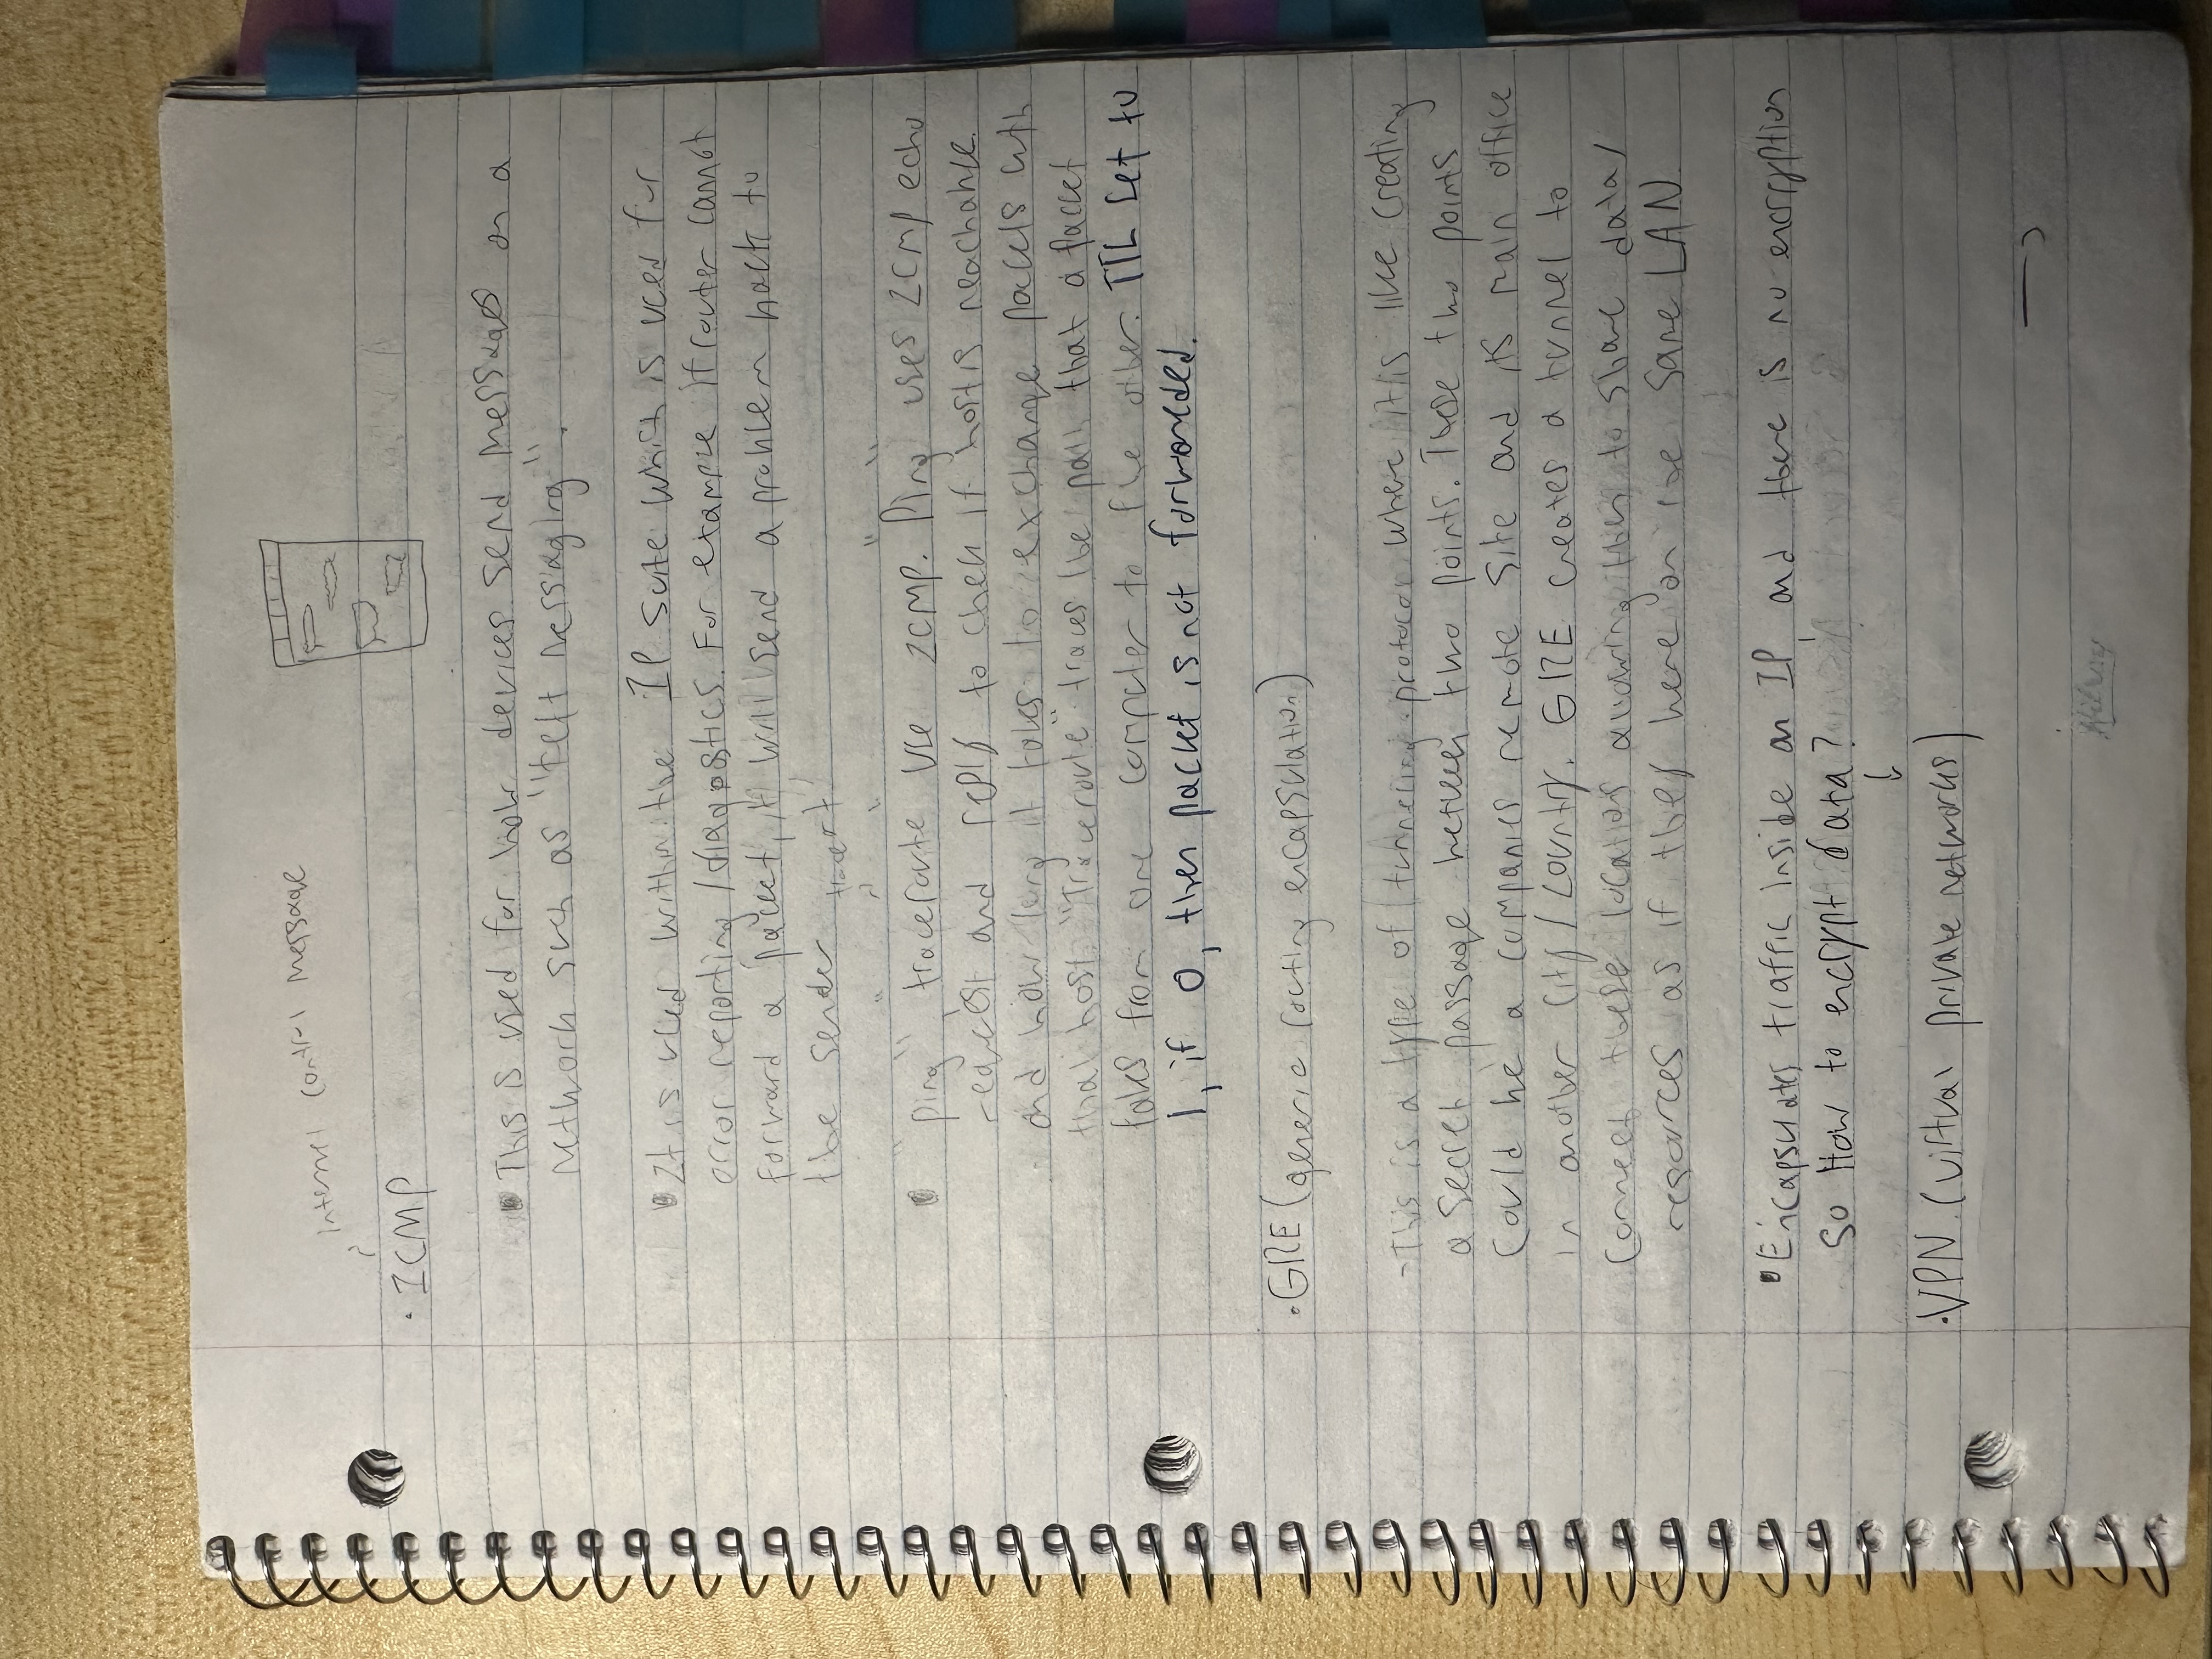 internet control message
· ICMP
This is used for how devices send messages on a
network such as "text messaging".
It is used within the IP suite which is used for
error reporting/diagnostics. For example if router cannot
forward a packet, it will send a problem back to
the sender
tracert
"Ping", "traceroute" use ICMP. "Ping" uses ICMP echo
request and reply to check if host is reachable
and how long it takes to exchange packets with
that host. "Traceroute" traces the path that a packet
takes from one computer to the other. TTL set to
1, if 0, then packet is not forwarded.
· GRE (generic routing encapsulation)
- This is a type of tunneling protocol where it is like creating
a secret passage between two points. These two points
could be a companies remote site and its main office
in another city/country. GRE creates a tunnel to
connect these locations allowing them to share data/
resources as if they were on the same LAN
Encapsulates traffic inside an IP, and there is no encryption
so How to encrypt data?
· VPN (virtual private networks)